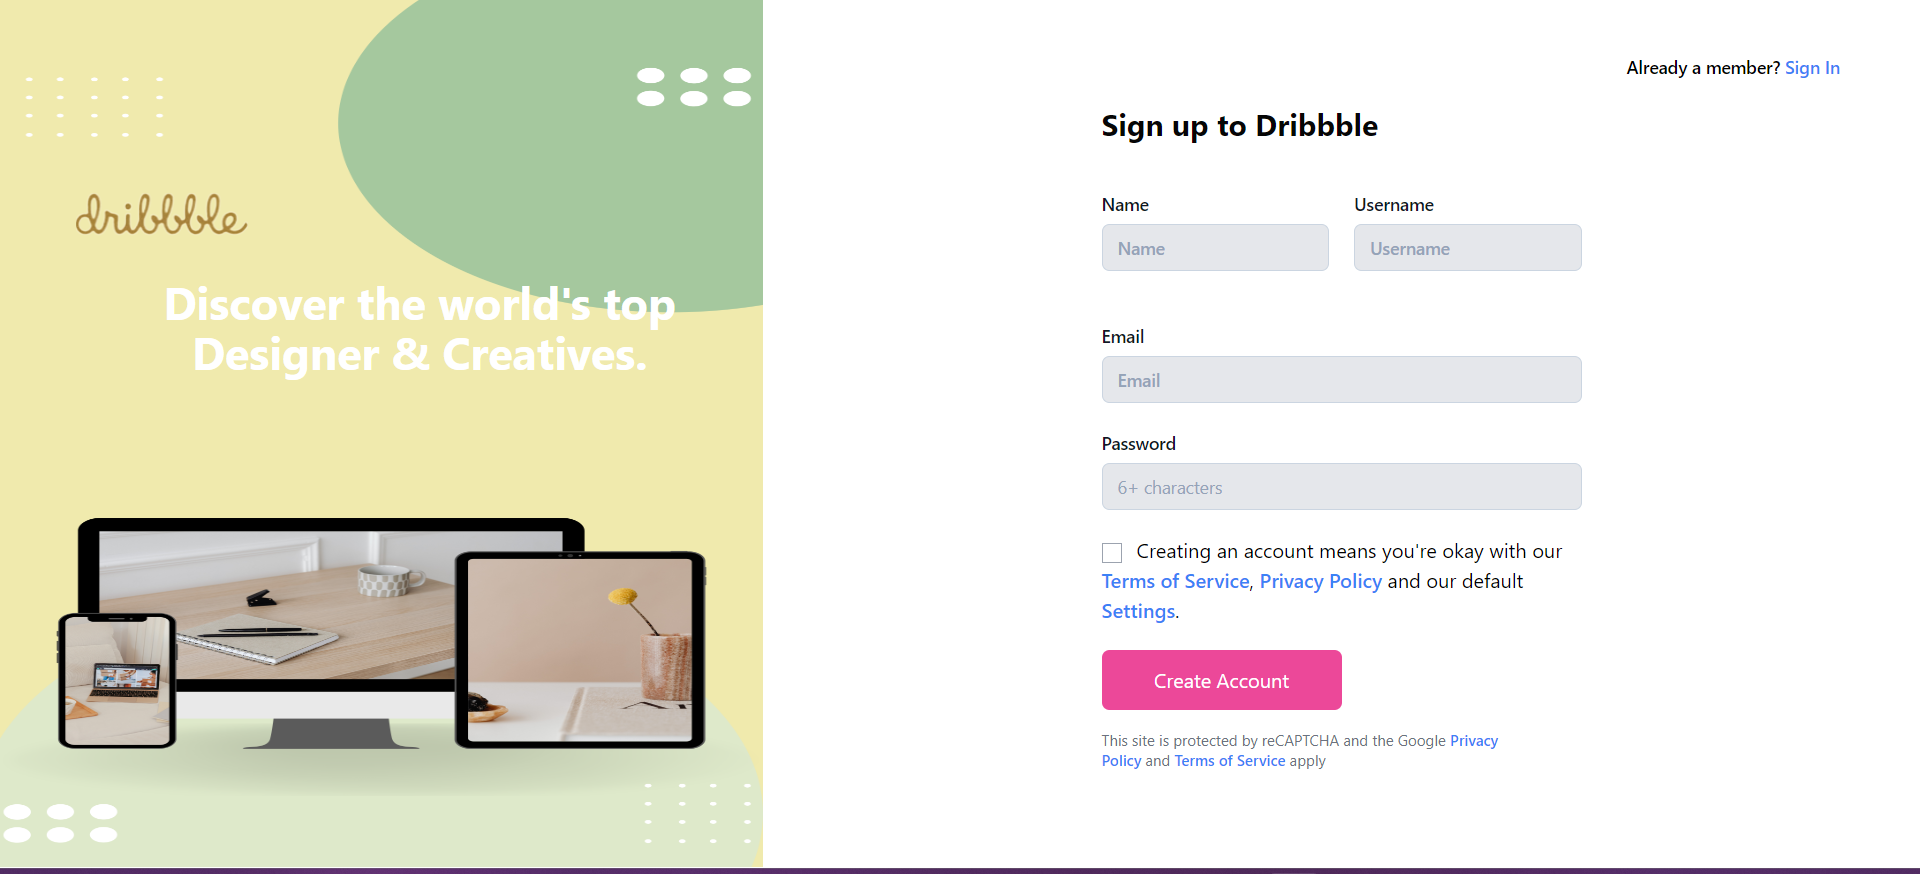 dribbble
Discover the world's top
Designer & Creatives.
Already a member? Sign In
Sign up to Dribbble
Name
Username
Name
Username
Email
Email
Password
6+ characters
Creating an account means you're okay with our
Terms of Service, Privacy Policy and our default
Settings.
Create Account
This site is protected by reCAPTCHA and the Google Privacy
Policy and Terms of Service apply